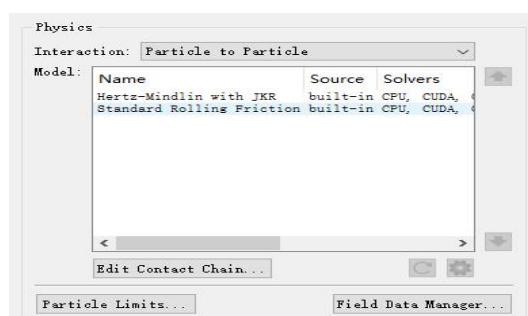 Physics
Interaction: Particle to Particle
Model:
Name Source Solvers
Hertz-Mindlin with JKR built-in CPU, CUDA,
Standard Rolling Friction built-in CPU, CUDA,
Edit Contact Chain...
Particle Limits... Field Data Manager...